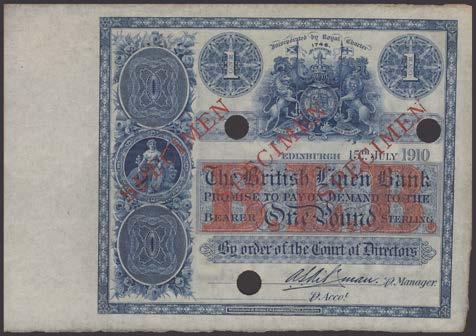 Incorporated by Royal Charter
1746.
1
1
SPECIMEN
SPECIMEN
SPECIMEN
EDINBURGH 15TH JULY 1910
The British Linen Bank
PROMISE TO PAY ON DEMAND TO THE
BEARER One Pound STERLING
By order of the Court of Directors
P. Manager.
P. Acct.